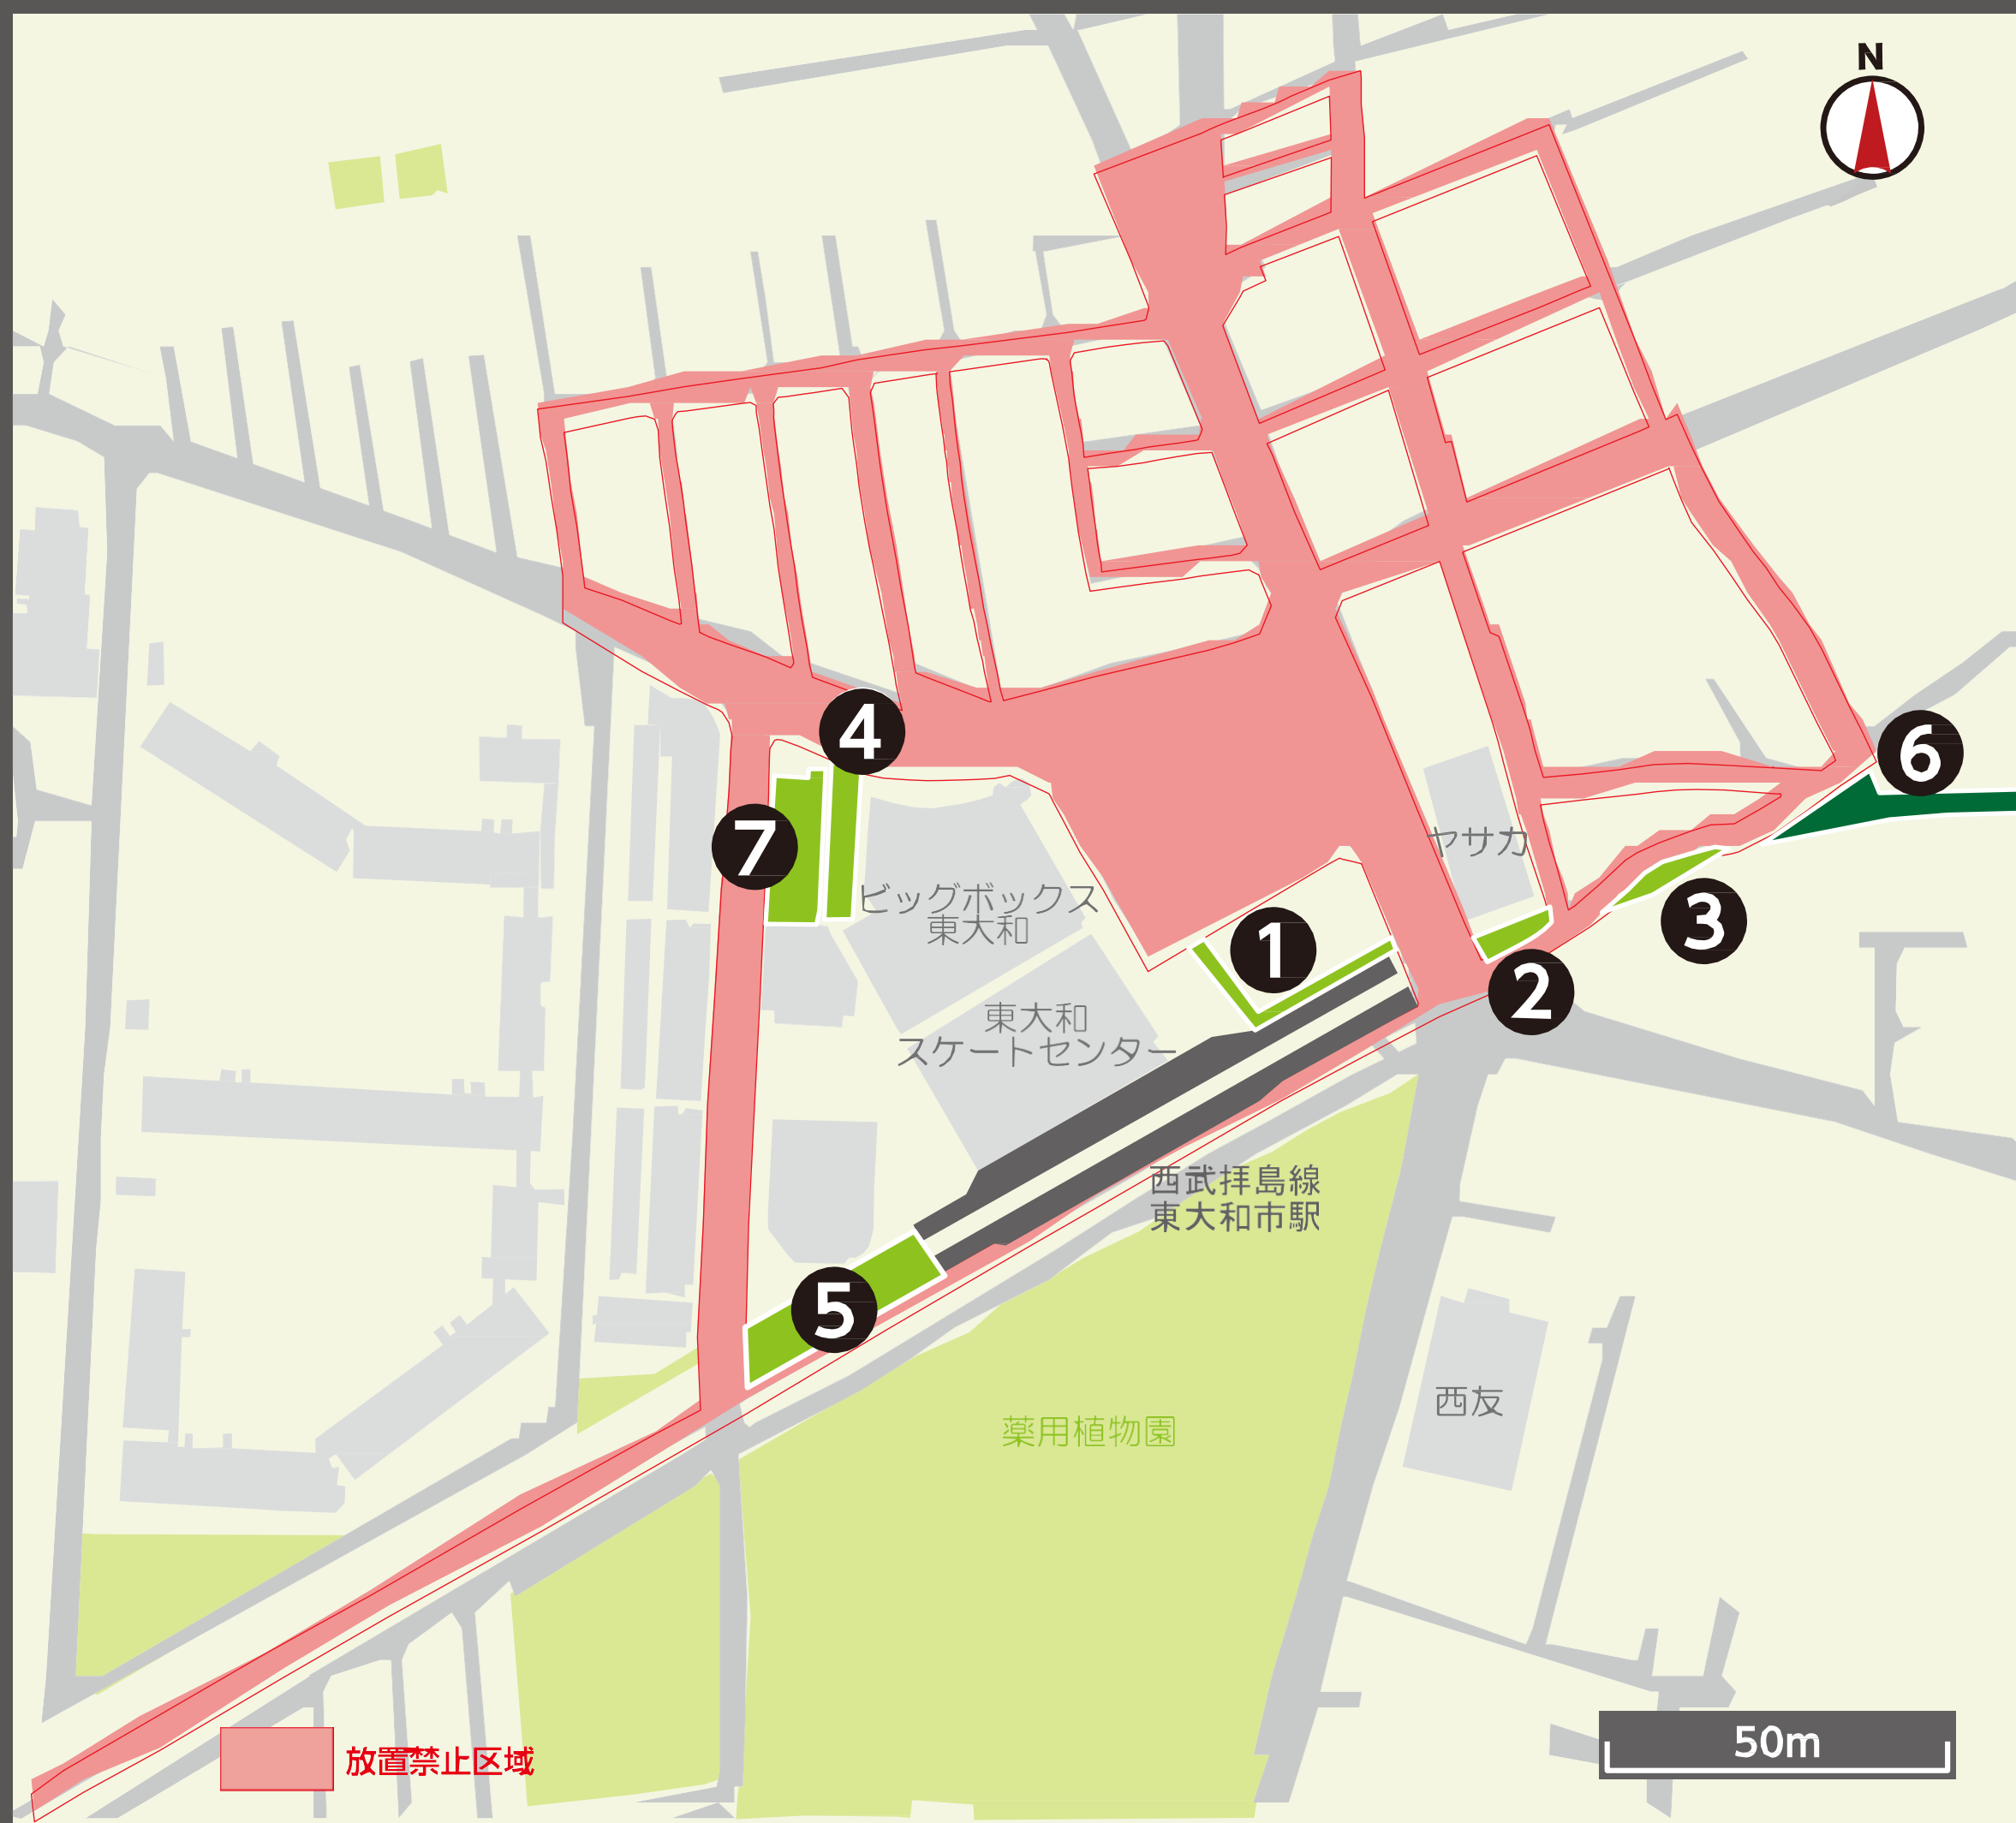 N
4
6
7
ヤサカ
ビッグボックス
東大和
3
1
2
東大和
スケートセンター
西武拝島線
東大和市駅
5
西友
薬用植物園
50m
放置禁止区域